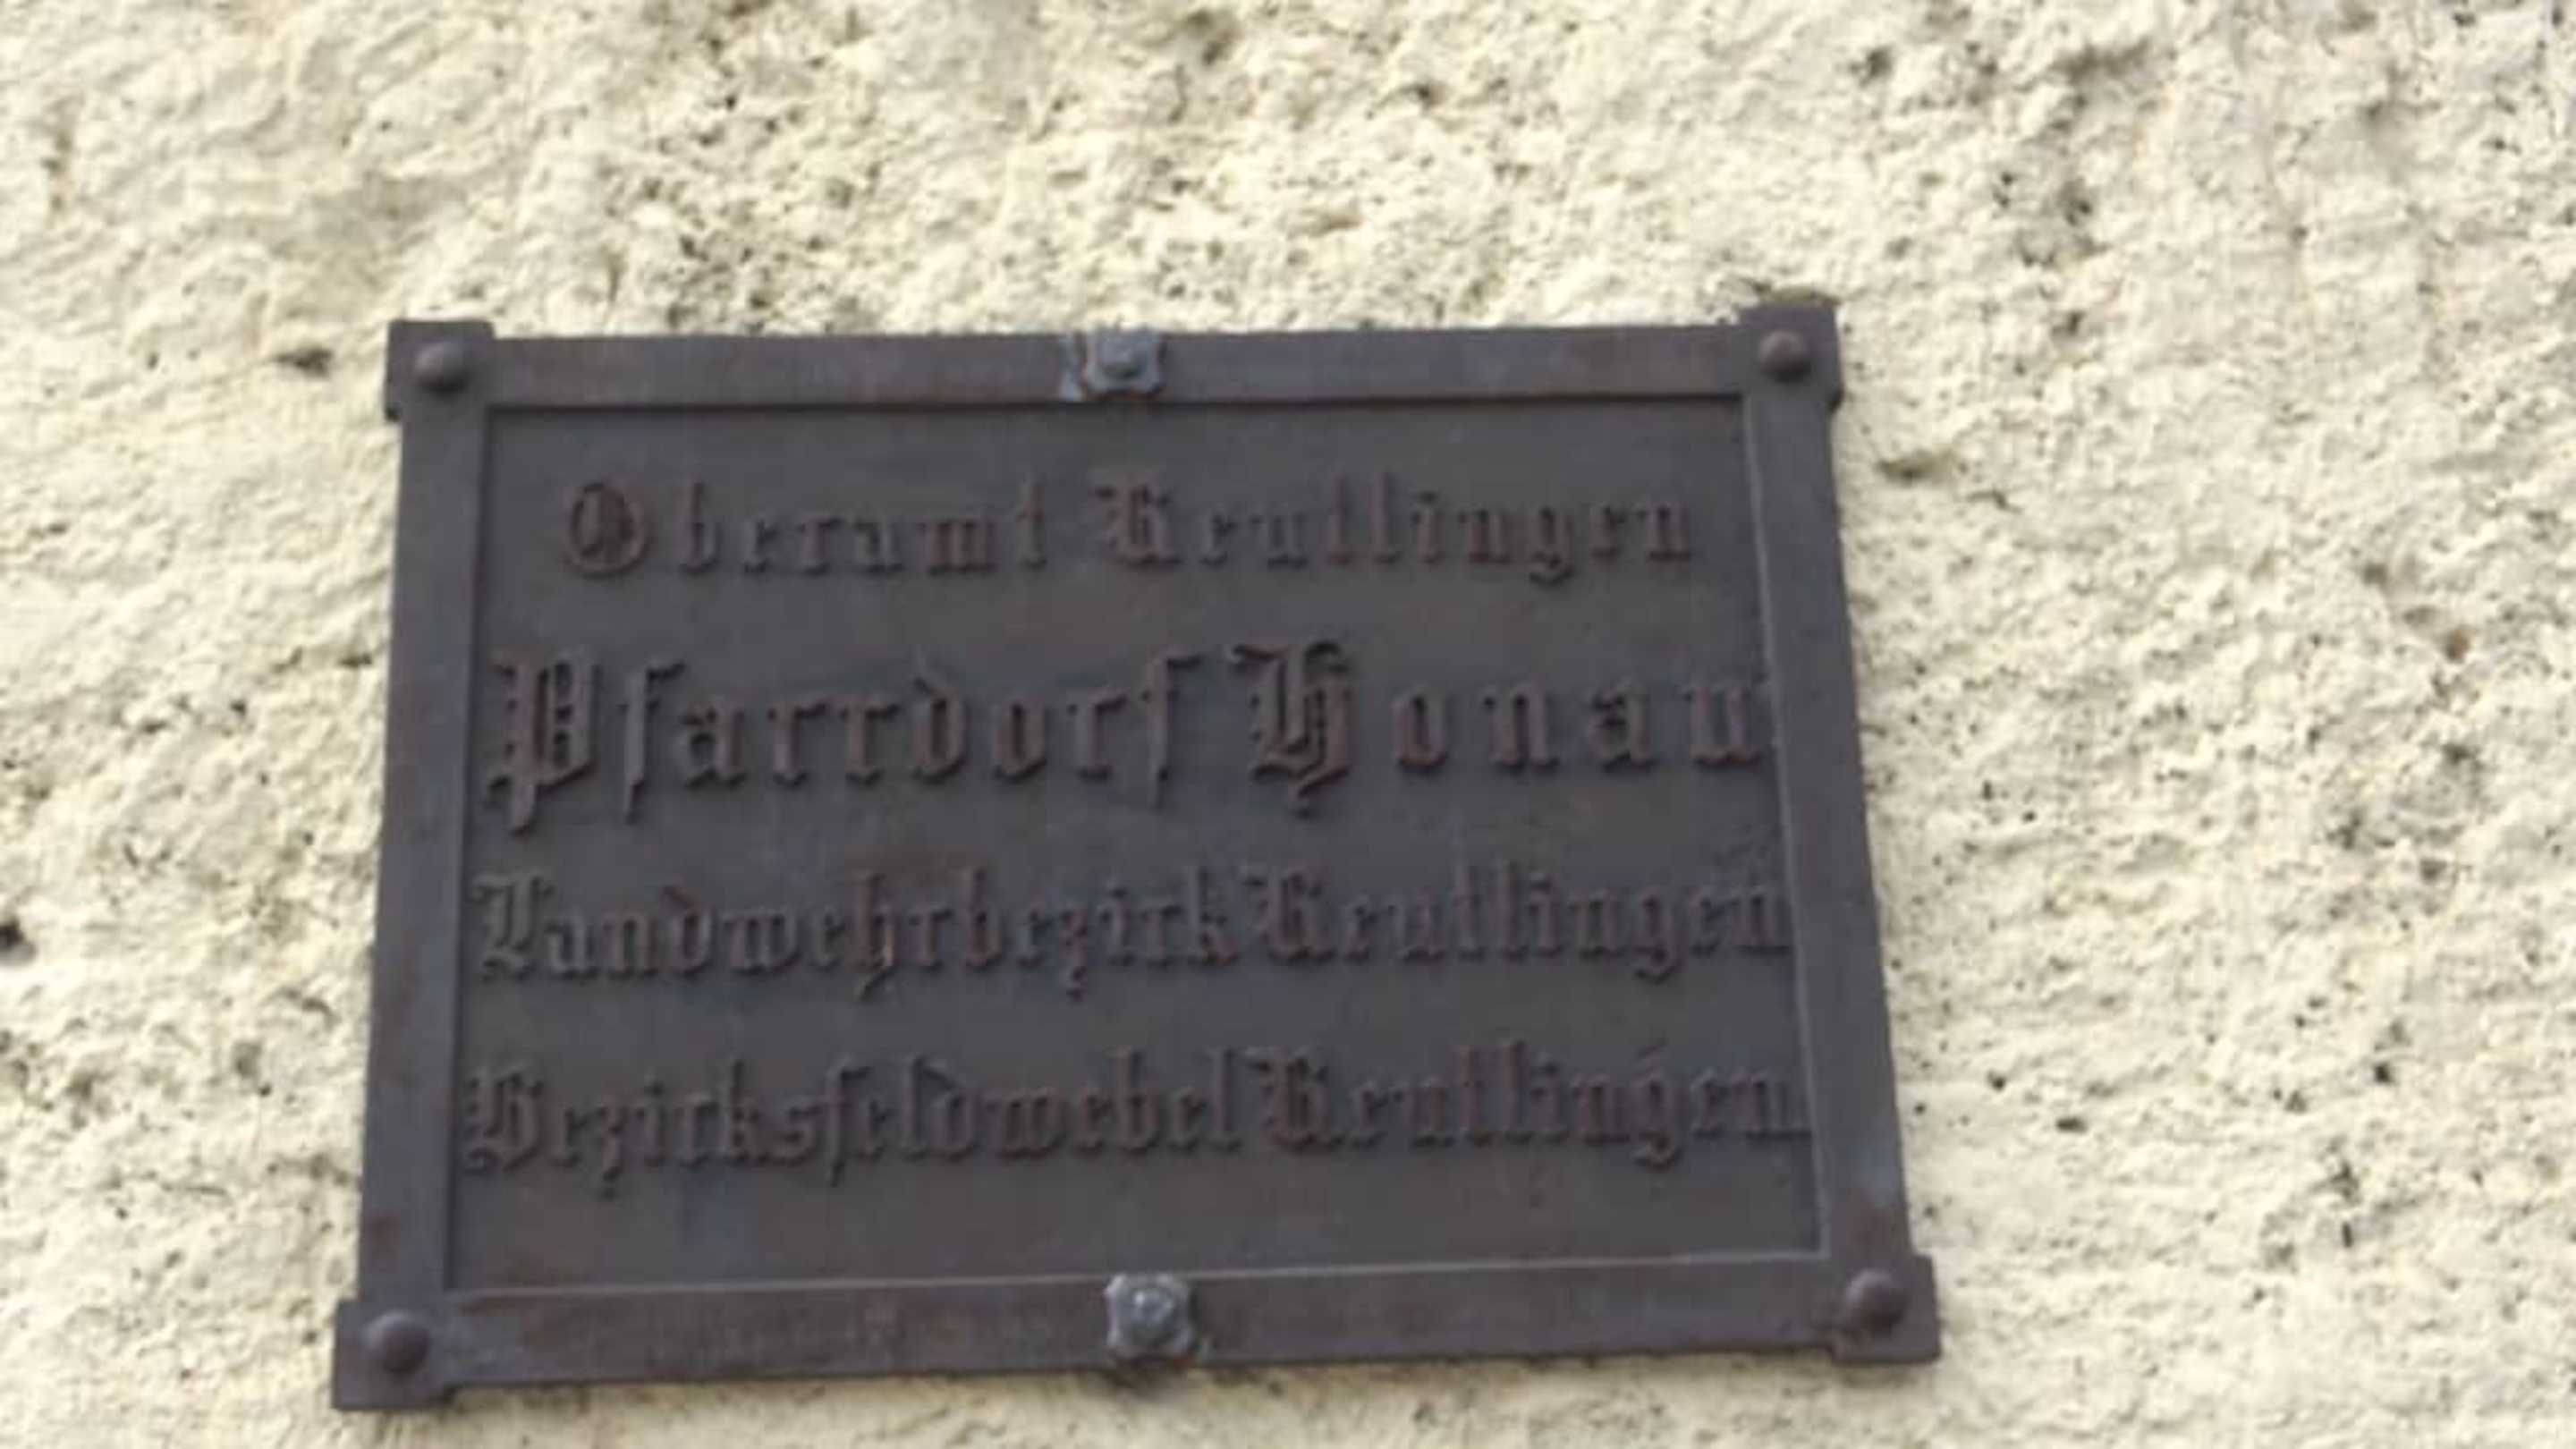 Oberamt Reutlingen
Pfarrdorf Honau
Landwehrbezirk Reutlingen
Bezirksfeldwebel Reutlingen